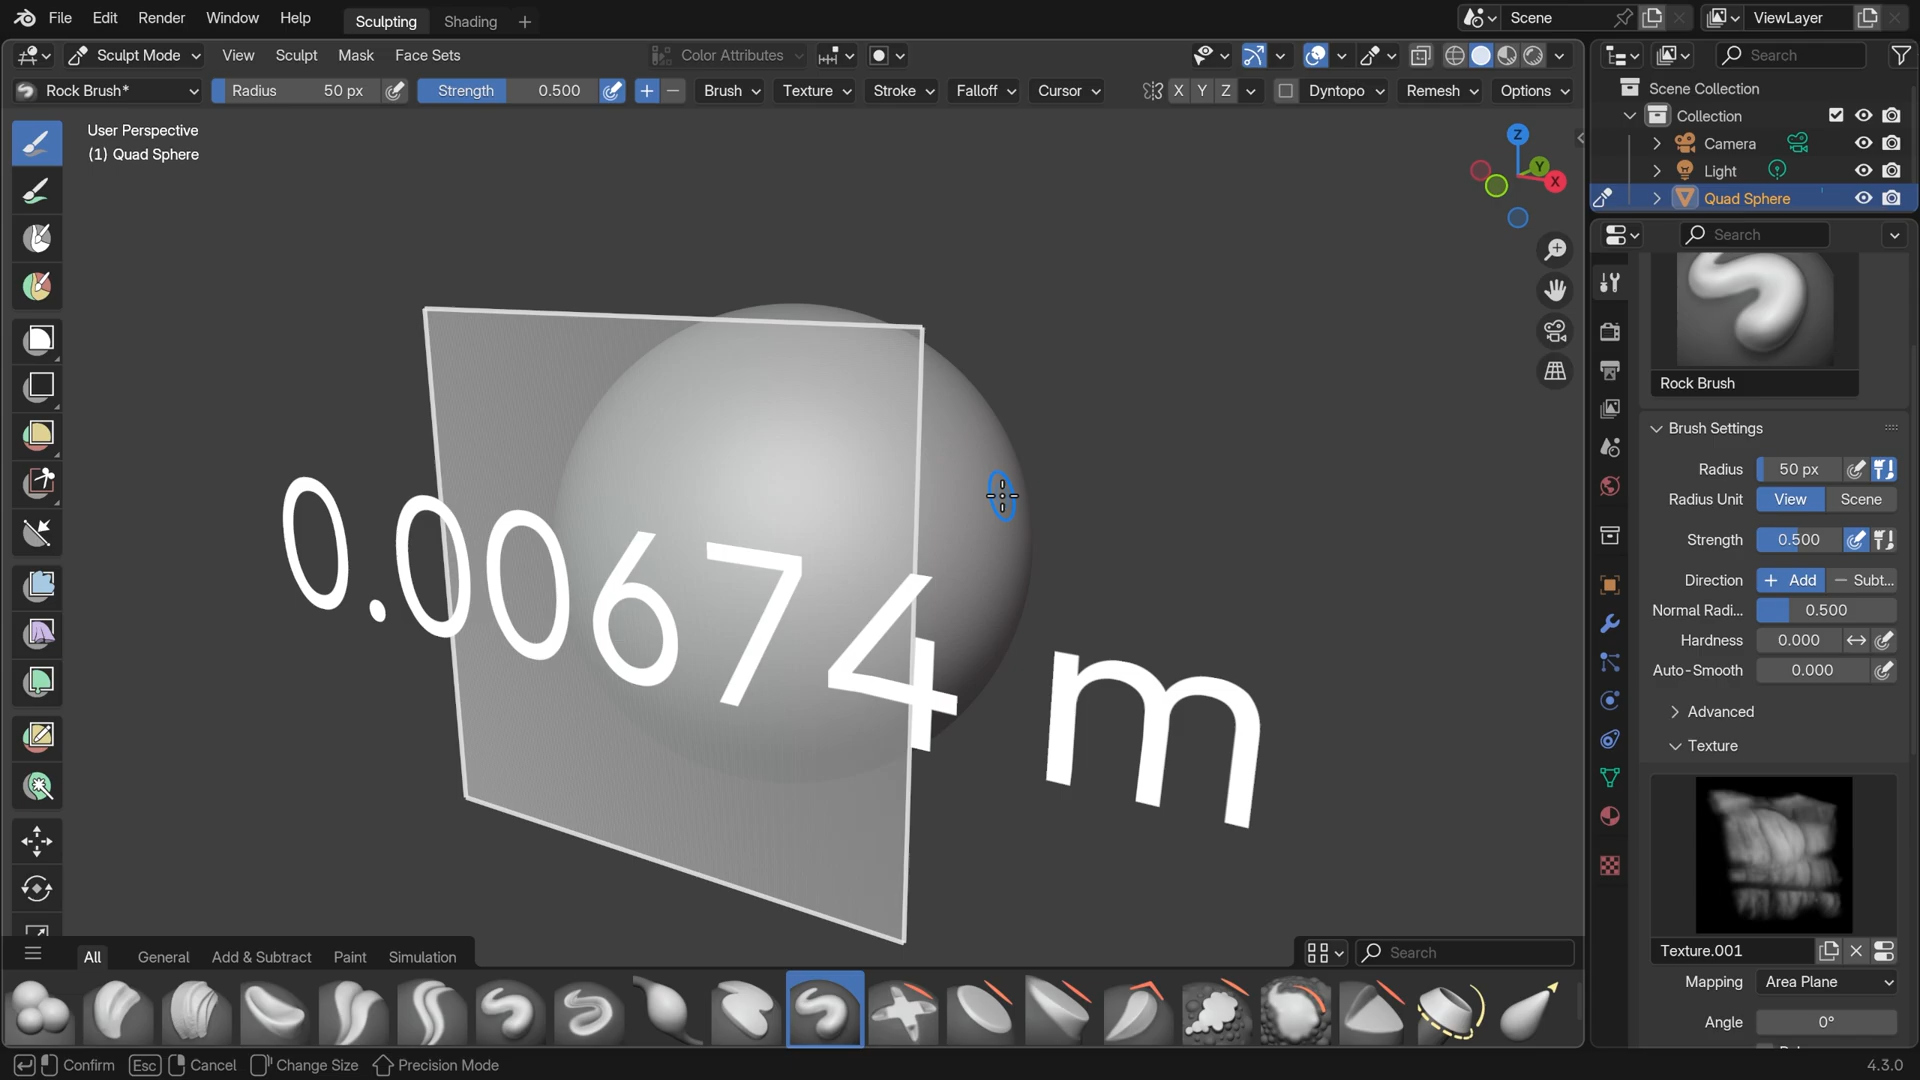 File Edit Render Window Help Sculpting Shading + Scene ViewLayer
Sculpt Mode View Sculpt Mask Face Sets Color Attributes Search
Rock Brush* Radius 50 px Strength 0.500 + − Brush Texture Stroke Falloff Cursor X Y Z Dyntopo Remesh Options
Scene Collection
Collection
Camera
Light
Quad Sphere
User Perspective
(1) Quad Sphere
Z
Y
X
0.00674 m
Search
Rock Brush
Brush Settings
Radius 50 px
Radius Unit View Scene
Strength 0.500
Direction + Add − Subt...
Normal Radi... 0.500
Hardness 0.000
Auto-Smooth 0.000
Advanced
Texture
Texture.001
Mapping Area Plane
Angle 0°
All General Add & Subtract Paint Simulation Search
Confirm Esc Cancel Change Size Precision Mode 4.3.0